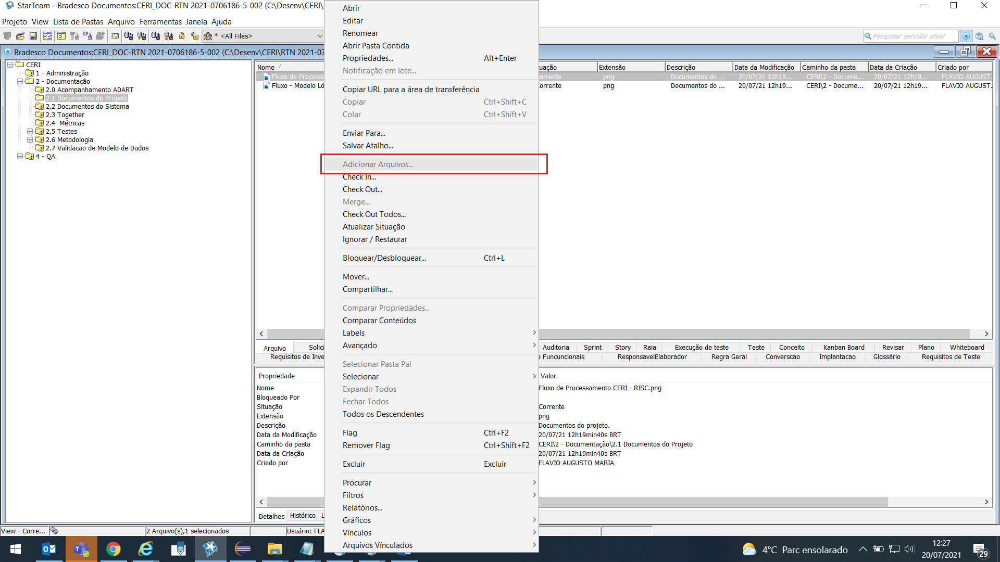 StarTeam - Bradesco Documentos:CERI_DOC-RTN 2021-0706186-5-002 (C:\Desenv\CERI\
Projeto View Lista de Pastas Arquivo Ferramentas Janela Ajuda
* <All Files>
Pesquisar servidor atual
Bradesco Documentos:CERI_DOC-RTN 2021-0706186-5-002 (C:\Desenv\CERI\RTN 2021-07
CERI
1 - Administração
2 - Documentação
2.0 Acompanhamento ADART
2.1 Documentos do Projeto
2.2 Documentos do Sistema
2.3 Together
2.4 Métricas
2.5 Testes
2.6 Metodologia
2.7 Validacao de Modelo de Dados
4 - QA
Nome
uação Extensão Descrição Data da Modificação Caminho da pasta Data da Criação Criado por
Fluxo de Processa
orrente png Documentos do ... 20/07/21 12h19... CERI\2 - Docume... 20/07/21 12h19... FLAVIO AUGUST.
Fluxo - Modelo Ló
orrente png Documentos do ... 20/07/21 12h19... CERI\2 - Docume... 20/07/21 12h19... FLAVIO AUGUST.
Abrir
Editar
Renomear
Abrir Pasta Contida
Propriedades... Alt+Enter
Notificação em lote...
Copiar URL para a área de transferência
Copiar Ctrl+Shift+C
Colar Ctrl+Shift+V
Enviar Para...
Salvar Atalho...
Adicionar Arquivos...
Check In...
Check Out...
Merge...
Check Out Todos...
Atualizar Situação
Ignorar / Restaurar
Bloquear/Desbloquear... Ctrl+L
Mover...
Compartilhar...
Comparar Propriedades...
Comparar Conteúdos
Labels
Avançado
Selecionar Pasta Pai
Selecionar
Expandir Todos
Fechar Todos
Todos os Descendentes
Flag Ctrl+F2
Remover Flag Ctrl+Shift+F2
Excluir Excluir
Procurar
Filtros
Relatórios...
Gráficos
Vínculos
Arquivos Vínculados
Arquivo Solici
Auditoria Sprint Story Raia Execução de teste Teste Conceito Kanban Board Revisar Plano Whiteboard
Requisitos de Inve
o Funcuncionais ResponsavelElaborador Regra Geral Conversao Implantacao Glossário Requisitos de Teste
Propriedade Valor
Nome Fluxo de Processamento CERI - RISC.png
Bloqueado Por
Situação Corrente
Extensão png
Descrição Documentos do projeto.
Data da Modificação 20/07/21 12h19min40s BRT
Caminho da pasta CERI\2 - Documentação\2.1 Documentos do Projeto
Data da Criação 20/07/21 12h19min40s BRT
Criado por FLAVIO AUGUSTO MARIA
Detalhes Histórico L
View - Corre... 2 Arquivo(s),1 selecionados Usuário: FLA
4°C Parc ensolarado
12:27
20/07/2021
29